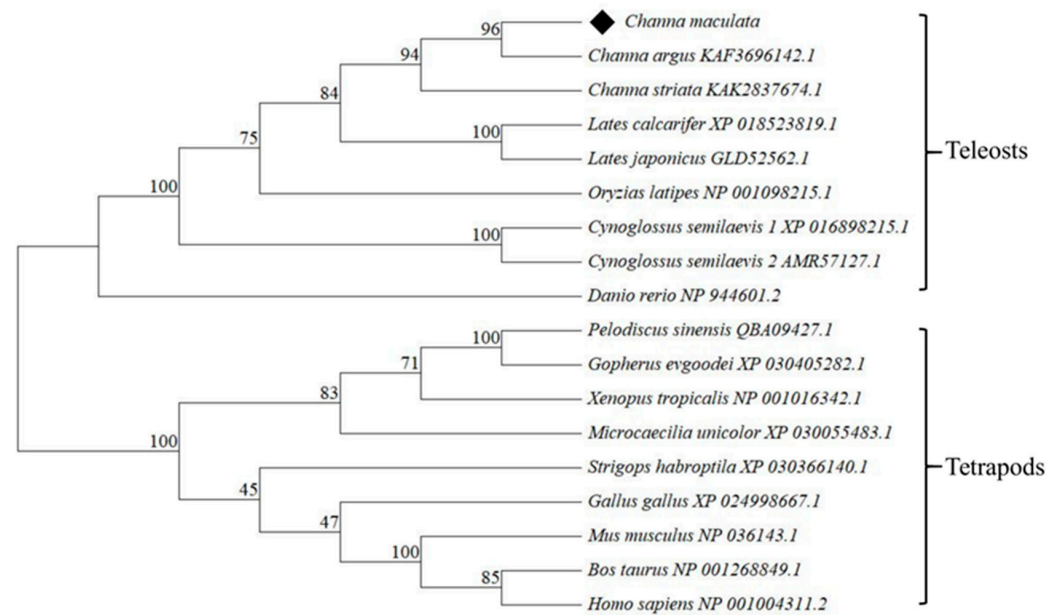 96
Channa maculata
Channa argus KAF3696142.1
94
Channa striata KAK2837674.1
84
Lates calcarifer XP 018523819.1
100
Lates japonicus GLD52562.1
75
Teleosts
Oryzias latipes NP 001098215.1
100
Cynoglossus semilaevis 1 XP 016898215.1
100
Cynoglossus semilaevis 2 AMR57127.1
Danio rerio NP 944601.2
Pelodiscus sinensis QBA09427.1
100
Gopherus evgoodei XP 030405282.1
71
Xenopus tropicalis NP 001016342.1
83
Microcaecilia unicolor XP 030055483.1
100
Strigops habroptila XP 030366140.1
Tetrapods
45
Gallus gallus XP 024998667.1
47
Mus musculus NP 036143.1
100
Bos taurus NP 001268849.1
85
Homo sapiens NP 001004311.2